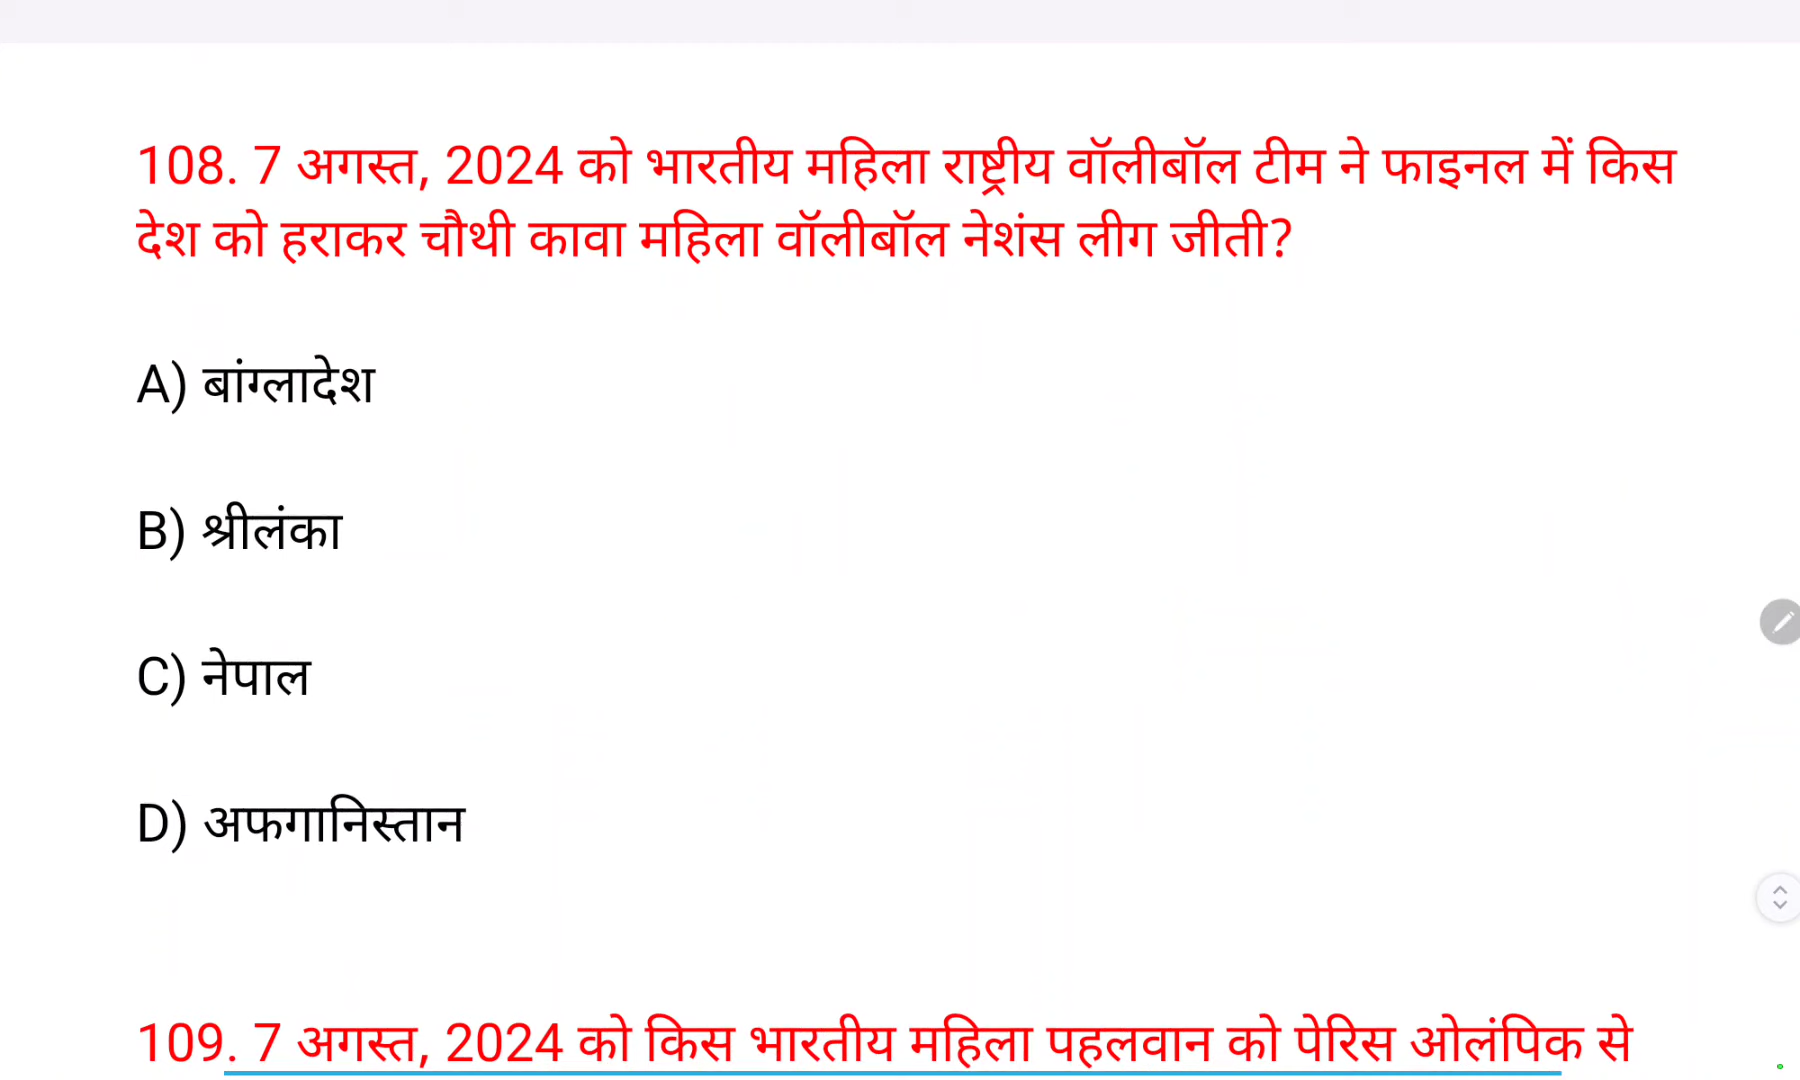 108. 7 अगस्त, 2024 को भारतीय महिला राष्ट्रीय वॉलीबॉल टीम ने फाइनल में किस
देश को हराकर चौथी कावा महिला वॉलीबॉल नेशंस लीग जीती?
A) बांग्लादेश
B) श्रीलंका
C) नेपाल
D) अफगानिस्तान
109. 7 अगस्त, 2024 को किस भारतीय महिला पहलवान को पेरिस ओलंपिक से